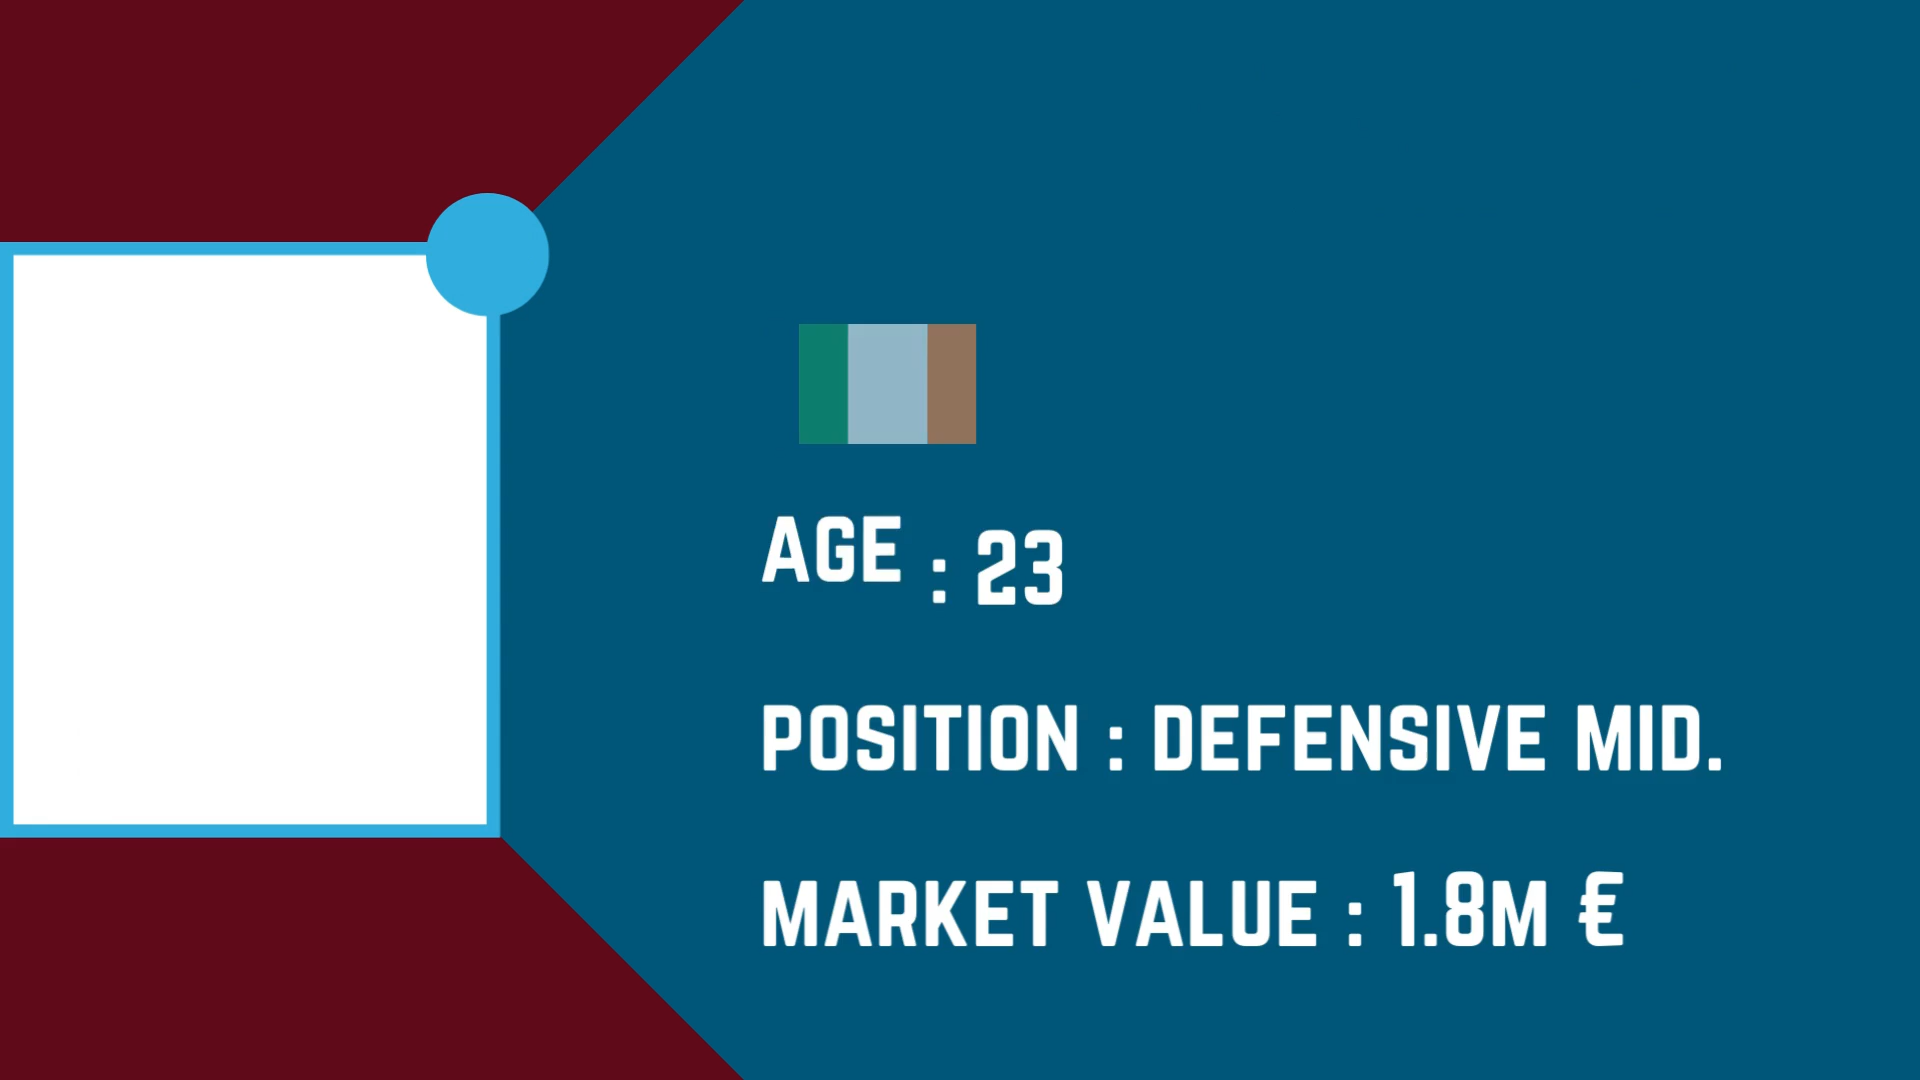 AGE : 23
POSITION : DEFENSIVE MID.
MARKET VALUE : 1.8M €